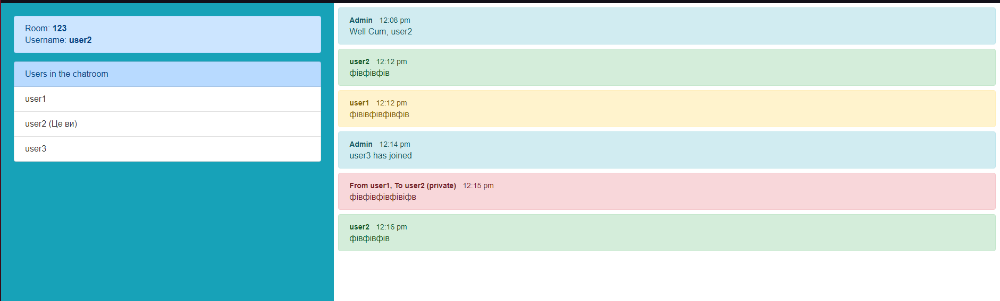 Room: 123
Username: user2
Users in the chatroom
user1
user2 (Це ви)
user3
Admin 12:08 pm
Well Cum, user2
user2 12:12 pm
фівфівфів
user1 12:12 pm
фівівфівфівфів
Admin 12:14 pm
user3 has joined
From user1, To user2 (private) 12:15 pm
фівфівфівфівіфв
user2 12:16 pm
фівфівфів